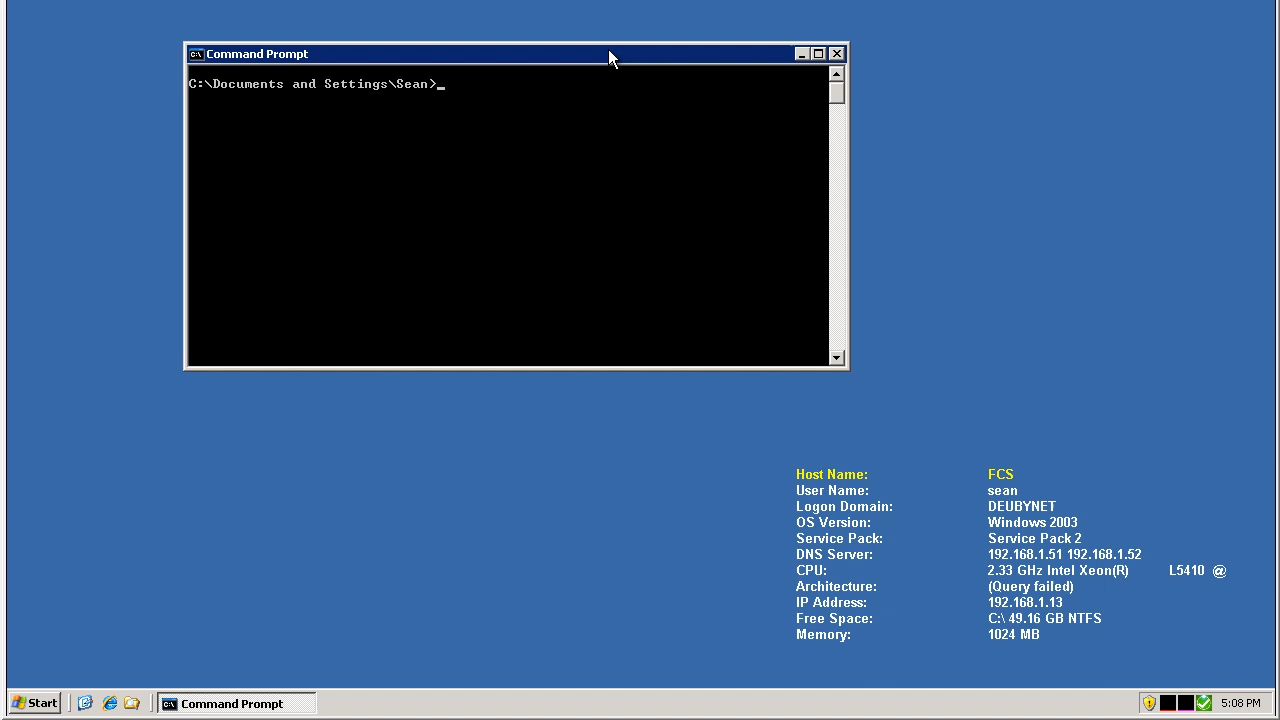 Command Prompt
C:\Documents and Settings\Sean>_
Host Name: FCS
User Name: sean
Logon Domain: DEUBYNET
OS Version: Windows 2003
Service Pack: Service Pack 2
DNS Server: 192.168.1.51 192.168.1.52
CPU: 2.33 GHz Intel Xeon(R) L5410 @
Architecture: (Query failed)
IP Address: 192.168.1.13
Free Space: C:\ 49.16 GB NTFS
Memory: 1024 MB
Start Command Prompt 5:08 PM